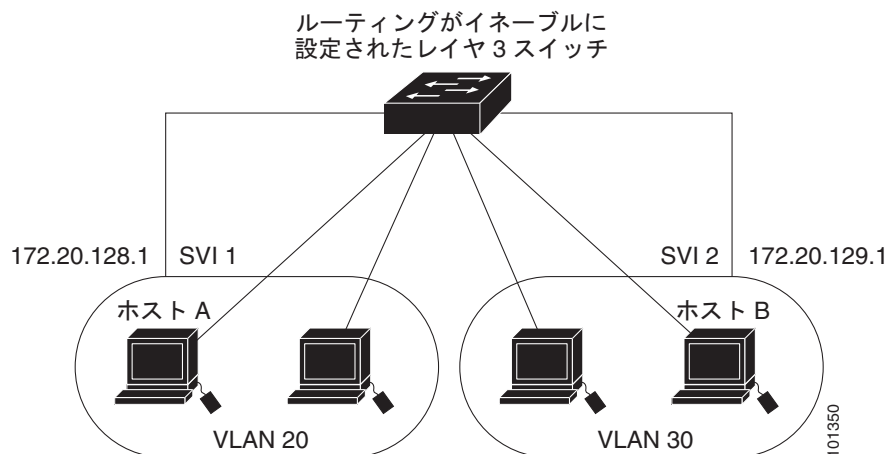 ルーティングがイネーブルに
設定されたレイヤ 3 スイッチ
172.20.128.1 SVI 1 SVI 2 172.20.129.1
ホスト A ホスト B
VLAN 20 VLAN 30
101350